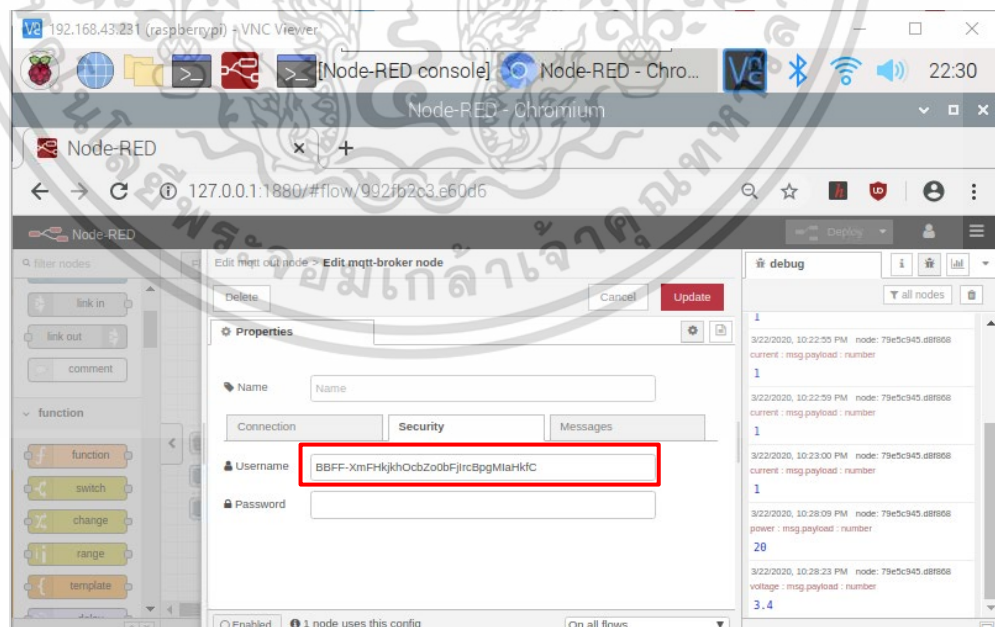 192.168.43.231 (raspberrypi) - VNC Viewer
[Node-RED console]
Node-RED - Chro...
22:30
Node-RED - Chromium
Node-RED
127.0.0.1:1880/#flow/992fb2c3.e60d6
Node-RED
Deploy
filter nodes
Edit mqtt out node > Edit mqtt-broker node
debug
Delete
Cancel
Update
all nodes
link in
link out
comment
function
function
switch
change
range
template
delay
Properties
Name
Name
Connection
Security
Messages
Username
BBFF-XmFHkjkhOcbZo0bFjIrcBpgMIaHkfC
Password
Enabled
1 node uses this config
On all flows
1
3/22/2020, 10:22:55 PM node: 79e5c945.d8f868
current : msg.payload : number
1
3/22/2020, 10:22:59 PM node: 79e5c945.d8f868
current : msg.payload : number
1
3/22/2020, 10:23:00 PM node: 79e5c945.d8f868
current : msg.payload : number
1
3/22/2020, 10:28:09 PM node: 79e5c945.d8f868
power : msg.payload : number
20
3/22/2020, 10:28:23 PM node: 79e5c945.d8f868
voltage : msg.payload : number
3.4